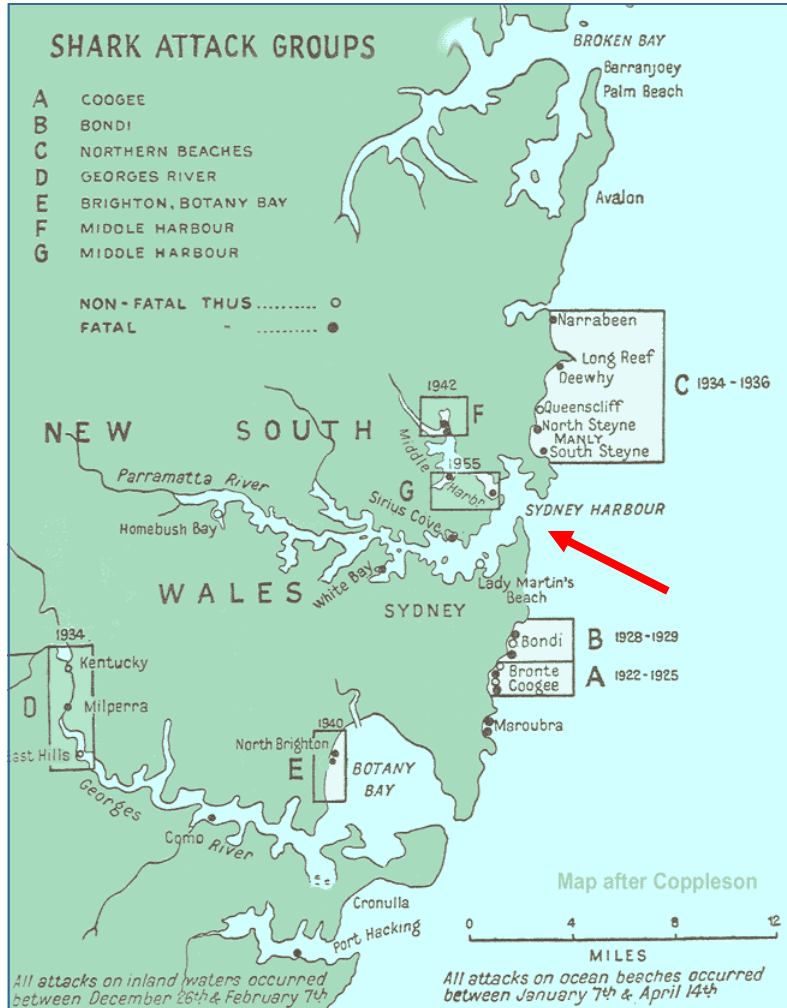 SHARK ATTACK GROUPS
A COOGEE
B BONDI
C NORTHERN BEACHES
D GEORGES RIVER
E BRIGHTON, BOTANY BAY
F MIDDLE HARBOUR
G MIDDLE HARBOUR
NON-FATAL THUS .......... o
FATAL " .......... ●
BROKEN BAY
Barranjoey
Palm Beach
Avalon
Narrabeen
Long Reef
Deewhy
C 1934-1936
Queenscliff
North Steyne
MANLY
South Steyne
1942
F
NEW SOUTH
WALES
Middle
Harbr
1955
G
Parramatta River
Sirius Cove
SYDNEY HARBOUR
Homebush Bay
White Bay
Lady Martin's
Beach
SYDNEY
1934
Kentucky
D
Milperra
East Hills
Bondi
B 1928-1929
Bronte
Coogee
A 1922-1925
Maroubra
1940
North Brighton
E
BOTANY
BAY
Georges
River
Como
Cronulla
Port Hacking
Map after Coppleson
0 4 8 12
MILES
All attacks on inland waters occurred
between December 26th & February 7th
All attacks on ocean beaches occurred
between January 7th & April 14th